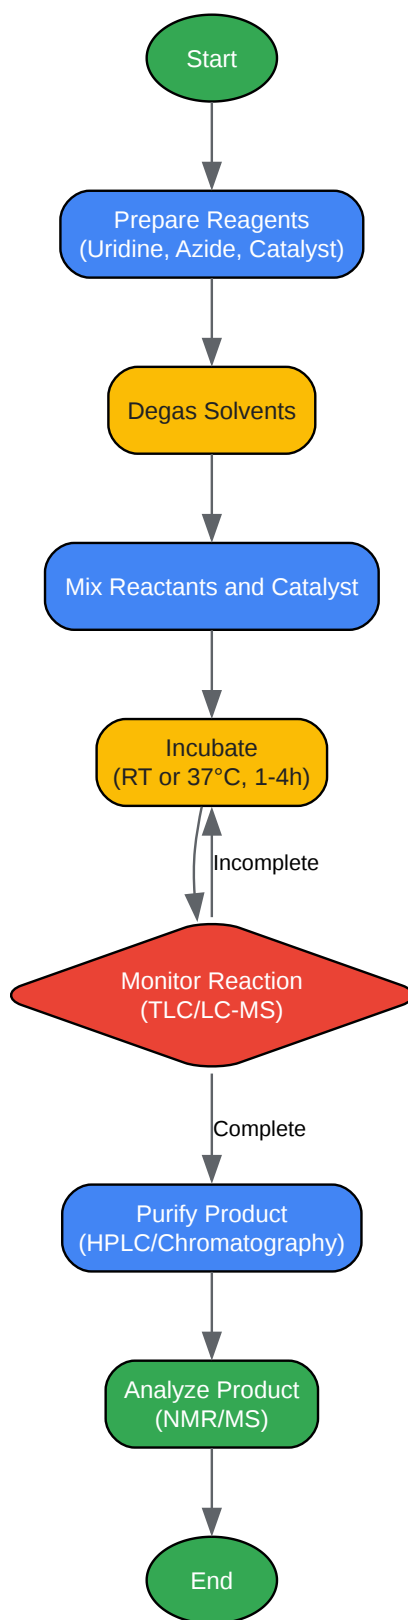 Start
Prepare Reagents
(Uridine, Azide, Catalyst)
Degas Solvents
Mix Reactants and Catalyst
Incubate
(RT or 37°C, 1-4h)
Incomplete
Monitor Reaction
(TLC/LC-MS)
Complete
Purify Product
(HPLC/Chromatography)
Analyze Product
(NMR/MS)
End